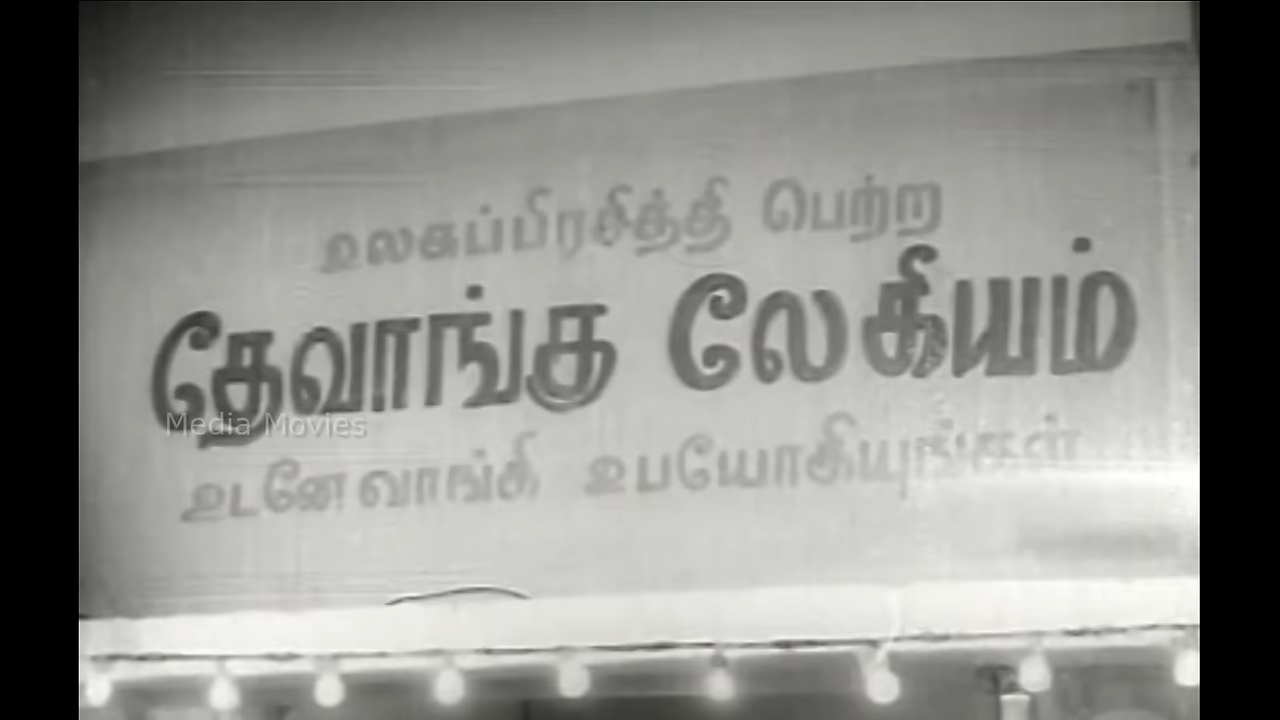 உலகப்பிரசித்தி பெற்ற
தேவாங்கு லேகியம்
Media Movies
உடனே வாங்கி உபயோகியுங்கள்